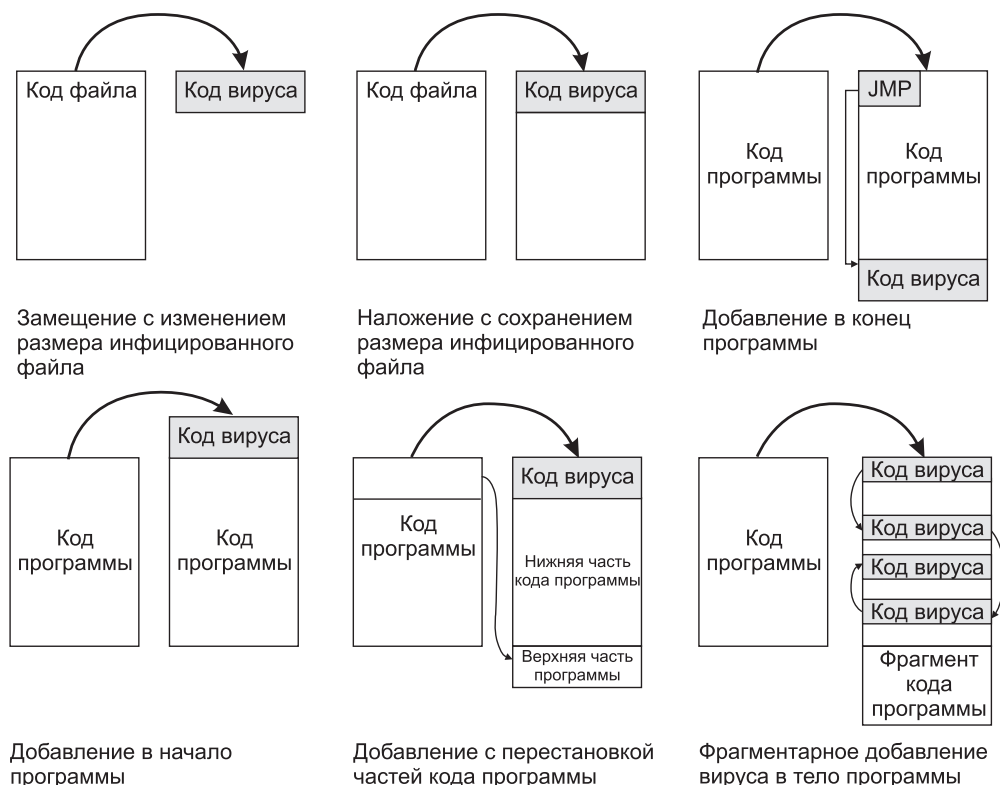 Код файла
Код вируса
Замещение с изменением
размера инфицированного
файла
Код файла
Код вируса
Наложение с сохранением
размера инфицированного
файла
Код
программы
JMP
Код
программы
Код вируса
Добавление в конец
программы
Код
программы
Код вируса
Код
программы
Добавление в начало
программы
Код
программы
Код вируса
Нижняя часть
кода программы
Верхняя часть
программы
Добавление с перестановкой
частей кода программы
Код
программы
Код вируса
Код вируса
Код вируса
Код вируса
Фрагмент
кода
программы
Фрагментарное добавление
вируса в тело программы